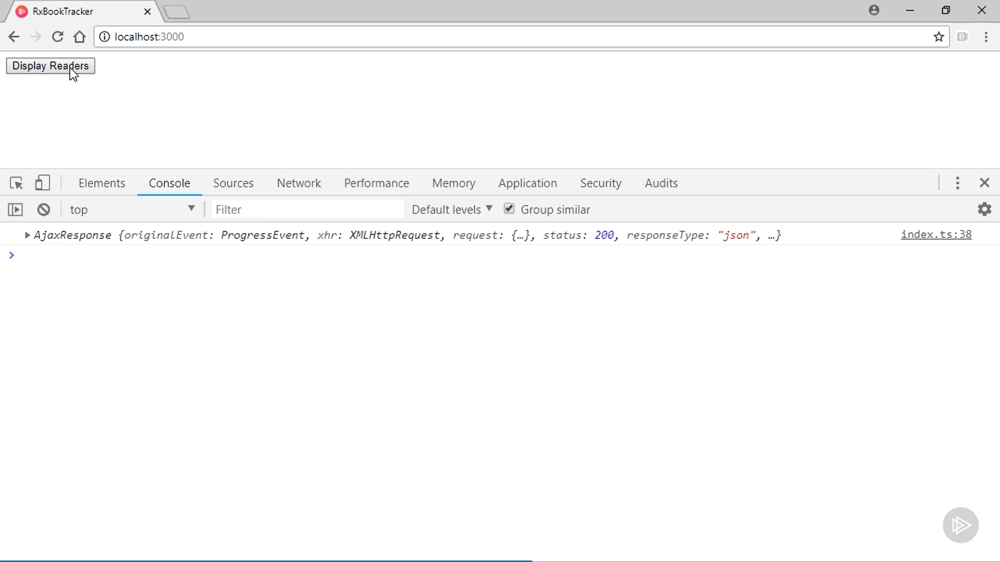 RxBookTracker
localhost:3000
Display Readers
Elements Console Sources Network Performance Memory Application Security Audits
top Filter Default levels Group similar
AjaxResponse {originalEvent: ProgressEvent, xhr: XMLHttpRequest, request: {…}, status: 200, responseType: "json", …} index.ts:38